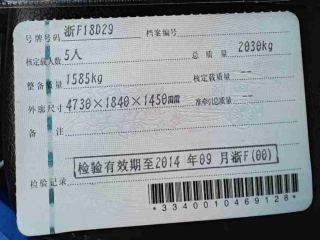 号牌号码 浙F18D29 档案编号
核定载人数 5人 总质量 2030kg
整备质量 1585kg 核定载质量 --
外廓尺寸 4730×1840×1450mm 准牵引总质量 --
备注
检验有效期至2014年09月浙F(00)
检验记录
*3340010469128*